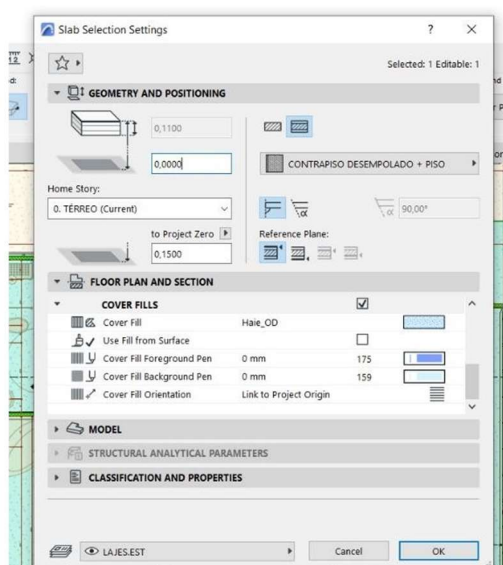 Slab Selection Settings ? ×
Selected: 1 Editable: 1
GEOMETRY AND POSITIONING
0,1100
0,0000
CONTRAPISO DESEMPOLADO + PISO
Home Story:
0. TÉRREO (Current)
α α 90,00°
to Project Zero
Reference Plane:
0,1500
FLOOR PLAN AND SECTION
COVER FILLS
Cover Fill Haie_OD
Use Fill from Surface
Cover Fill Foreground Pen 0 mm 175
Cover Fill Background Pen 0 mm 159
Cover Fill Orientation Link to Project Origin
MODEL
STRUCTURAL ANALYTICAL PARAMETERS
CLASSIFICATION AND PROPERTIES
LAJES.EST Cancel OK